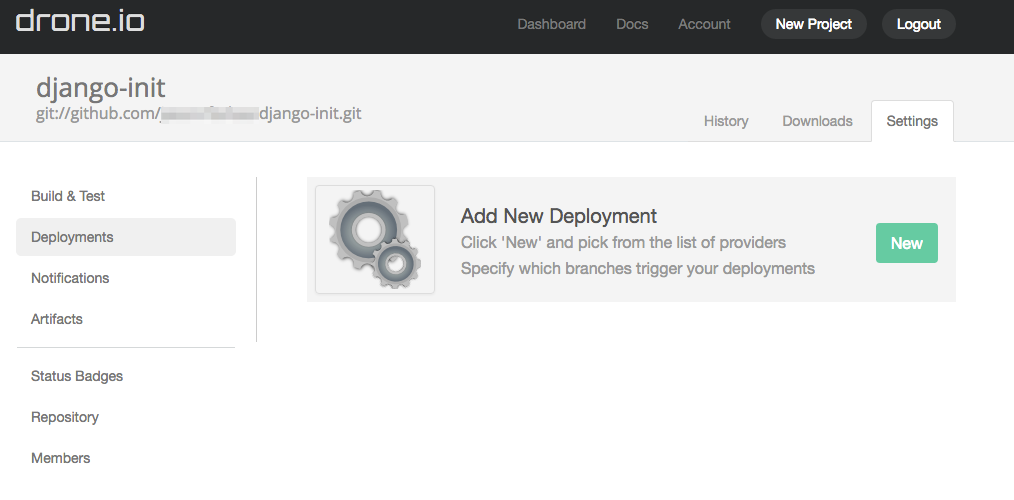 drone.io
Dashboard
Docs
Account
New Project
Logout
django-init
git://github.com/ django-init.git
History
Downloads
Settings
Build & Test
Deployments
Notifications
Artifacts
Status Badges
Repository
Members
Add New Deployment
Click 'New' and pick from the list of providers
Specify which branches trigger your deployments
New